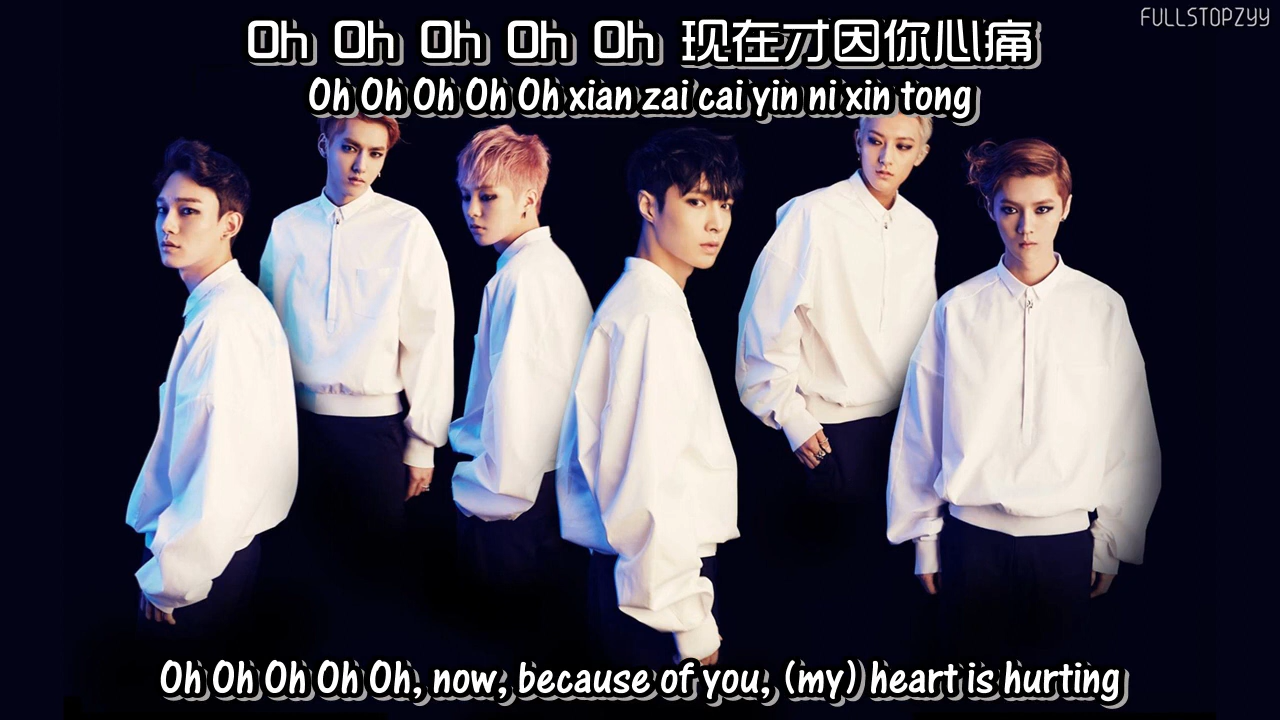 FULLSTOPZYY
Oh Oh Oh Oh Oh 现在才因你心痛
Oh Oh Oh Oh Oh xian zai cai yin ni xin tong
Oh Oh Oh Oh Oh, now, because of you, (my) heart is hurting